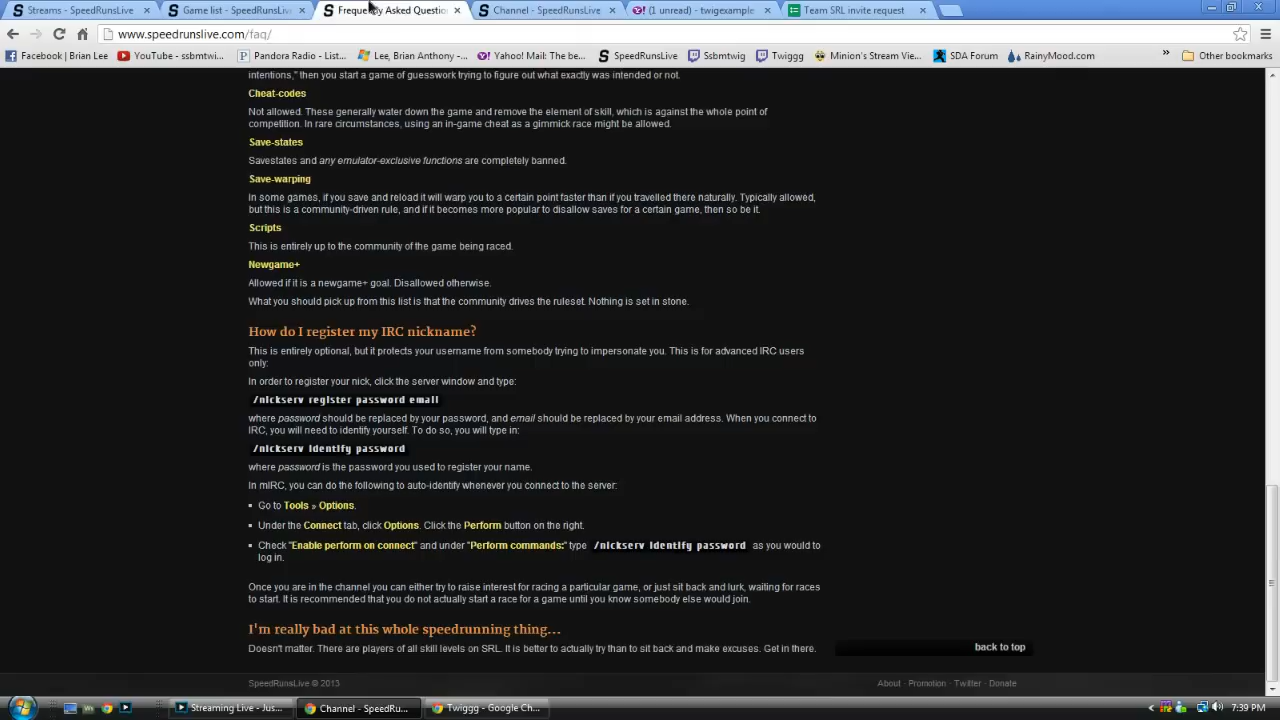 Streams - SpeedRunsLive
Game list - SpeedRunsLive
Frequently Asked Question
Channel - SpeedRunsLive
(1 unread) - twigexample
Team SRL invite request
www.speedrunslive.com/faq/
Facebook | Brian Lee
YouTube - ssbmtwi...
Pandora Radio - List...
Lee, Brian Anthony -...
Yahoo! Mail: The be...
SpeedRunsLive
Ssbmtwig
Twiggg
Minion's Stream Vie...
SDA Forum
RainyMood.com
»
Other bookmarks
intentions," then you start a game of guesswork trying to figure out what exactly was intended or not.
Cheat-codes
Not allowed. These generally water down the game and remove the element of skill, which is against the whole point of
competition. In rare circumstances, using an in-game cheat as a gimmick race might be allowed.
Save-states
Savestates and any emulator-exclusive functions are completely banned.
Save-warping
In some games, if you save and reload it will warp you to a certain point faster than if you travelled there naturally. Typically allowed,
but this is a community-driven rule, and if it becomes more popular to disallow saves for a certain game, then so be it.
Scripts
This is entirely up to the community of the game being raced.
Newgame+
Allowed if it is a newgame+ goal. Disallowed otherwise.
What you should pick up from this list is that the community drives the ruleset. Nothing is set in stone.
How do I register my IRC nickname?
This is entirely optional, but it protects your username from somebody trying to impersonate you. This is for advanced IRC users
only:
In order to register your nick, click the server window and type:
/nickserv register password email
where password should be replaced by your password, and email should be replaced by your email address. When you connect to
IRC, you will need to identify yourself. To do so, you will type in:
/nickserv identify password
where password is the password you used to register your name.
In mIRC, you can do the following to auto-identify whenever you connect to the server:
Go to Tools » Options.
Under the Connect tab, click Options. Click the Perform button on the right.
Check "Enable perform on connect" and under "Perform commands:" type /nickserv identify password as you would to
log in.
Once you are in the channel you can either try to raise interest for racing a particular game, or just sit back and lurk, waiting for races
to start. It is recommended that you do not actually start a race for a game until you know somebody else would join.
I'm really bad at this whole speedrunning thing...
Doesn't matter. There are players of all skill levels on SRL. It is better to actually try than to sit back and make excuses. Get in there.
back to top
SpeedRunsLive © 2013
About · Promotion · Twitter · Donate
Streaming Live - Jus...
Channel - SpeedRu...
Twiggg - Google Ch...
7:39 PM